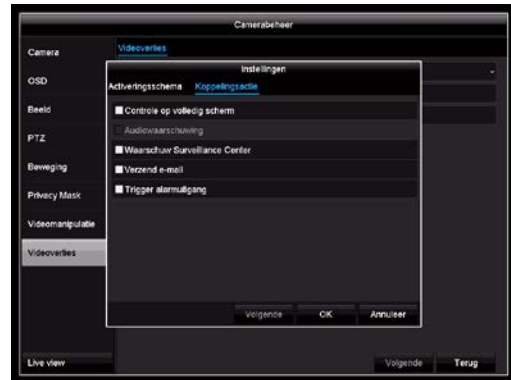 Camerabeheer
Camera
OSD
Beeld
PTZ
Beweging
Privacy Mask
Videomanipulatie
Videoverlies
Live view
Videoverlies
Instellingen
Activeringsschema Koppelingsactie
Controle op volledig scherm
Audiowaarschuwing
Waarschuw Surveillance Center
Verzend e-mail
Trigger alarmuitgang
Volgende OK Annuleer
Volgende Terug